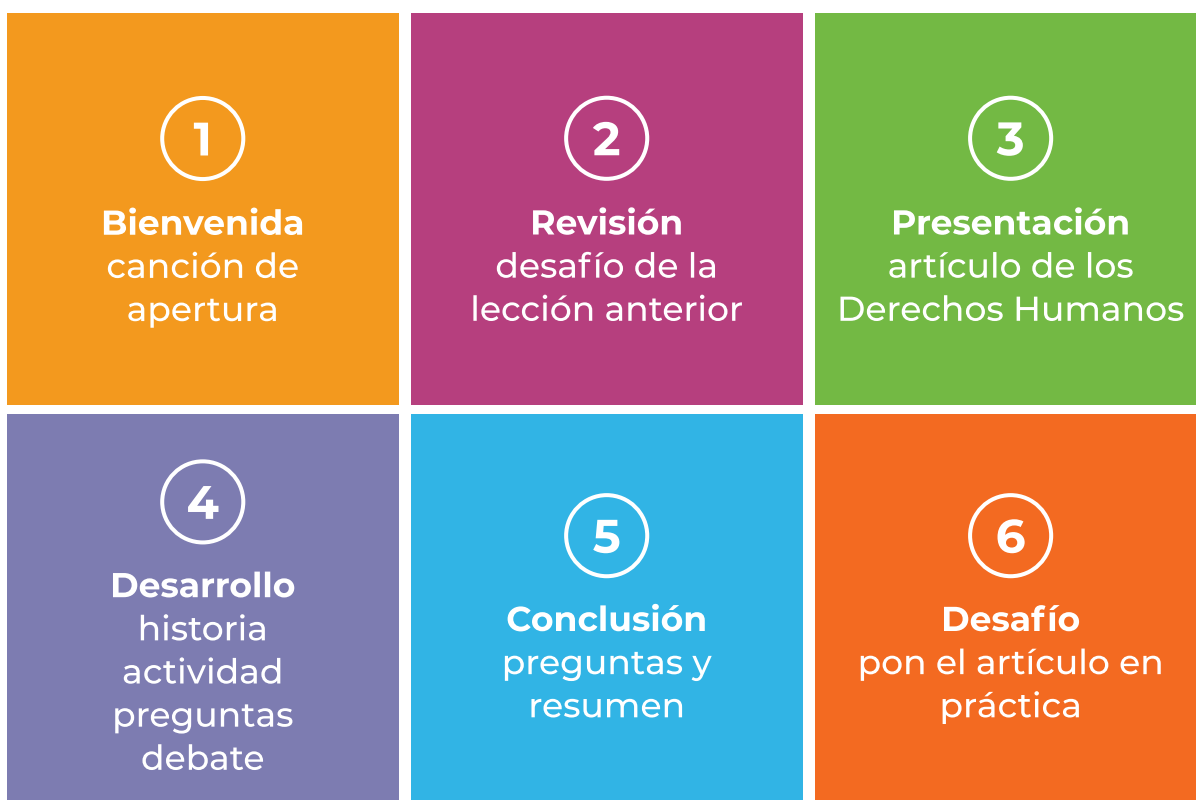 1
Bienvenida
canción de
apertura
2
Revisión
desafío de la
lección anterior
3
Presentación
artículo de los
Derechos Humanos
4
Desarrollo
historia
actividad
preguntas
debate
5
Conclusión
preguntas y
resumen
6
Desafío
pon el artículo en
práctica